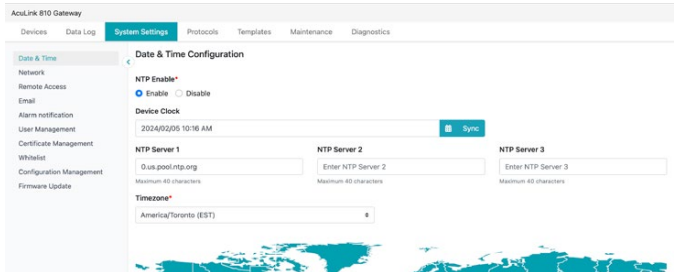 AcuLink 810 Gateway
Devices Data Log System Settings Protocols Templates Maintenance Diagnostics
Date & Time
Network
Remote Access
Email
Alarm notification
User Management
Certificate Management
Whitelist
Configuration Management
Firmware Update
Date & Time Configuration
NTP Enable*
Enable Disable
Device Clock
2024/02/05 10:16 AM Sync
NTP Server 1 NTP Server 2 NTP Server 3
0.us.pool.ntp.org Enter NTP Server 2 Enter NTP Server 3
Maximum 40 characters Maximum 40 characters Maximum 40 characters
Timezone*
America/Toronto (EST)